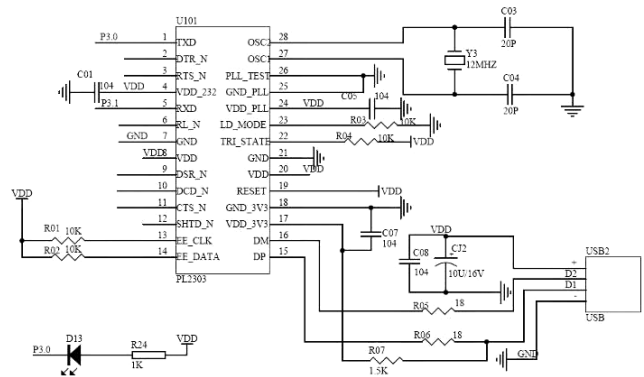 U101
P3.0 1 TXD OSC2 28
2 DTR_N OSC1 27
3 RTS_N PLL_TEST 26
C01 104 VDD 4 VDD_232 GND_PLL 25
P3.1 5 RXD VDD_PLL 24 VDD C05 104
6 RL_N LD_MODE 23 R03 10K
GND 7 GND TRI_STATE 22 R04 10K VDD
VDD 8 VDD GND 21
9 DSR_N VDD 20 VDD
10 DCD_N RESET 19 VDD
11 CTS_N GND_3V3 18
12 SHTD_N VDD_3V3 17
VDD R01 10K 13 EE_CLK DM 16
R02 10K 14 EE_DATA DP 15
PL2303
C03
20P
Y3
12MHZ
C04
20P
C07
104
VDD
C08
104
CJ2
+
10U/16V
R05 18
R06 18
R07
1.5K
USB2
+
D2
D1
-
USB
GND
P3.0 D13 R24 VDD
1K